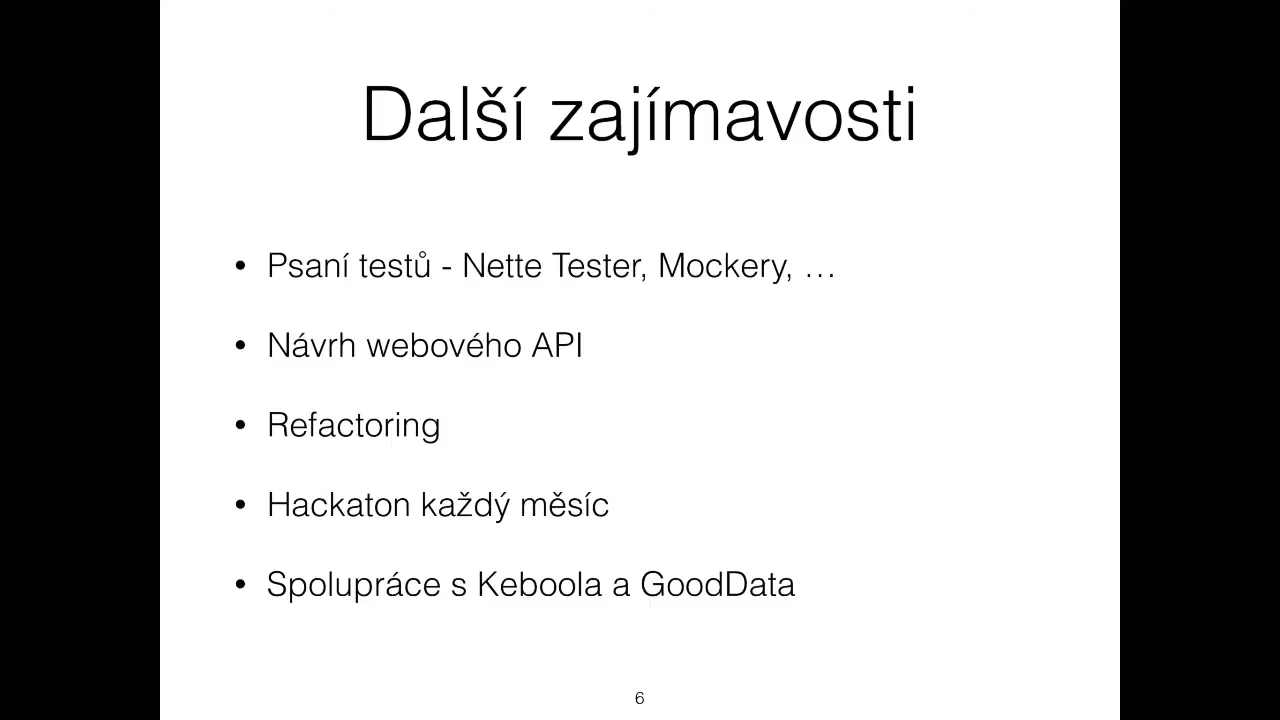 Další zajímavosti
• Psaní testů - Nette Tester, Mockery, …
• Návrh webového API
• Refactoring
• Hackaton každý měsíc
• Spolupráce s Keboola a GoodData
6